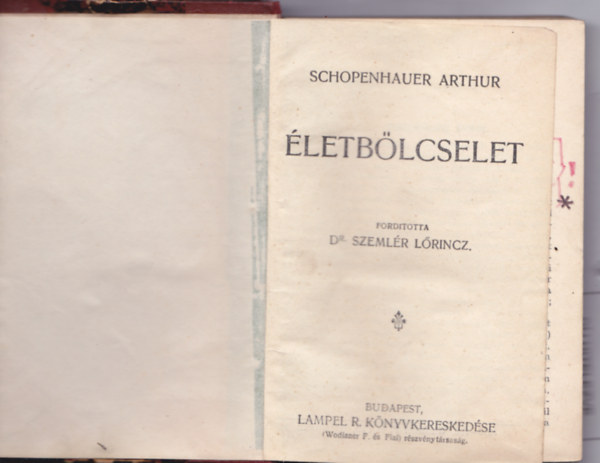 SCHOPENHAUER ARTHUR
ÉLETBÖLCSELET
FORDITOTTA
DR. SZEMLÉR LŐRINCZ.
BUDAPEST,
LAMPEL R. KÖNYVKERESKEDÉSE
(Wodianer F. és Fiai) részvénytársaság.